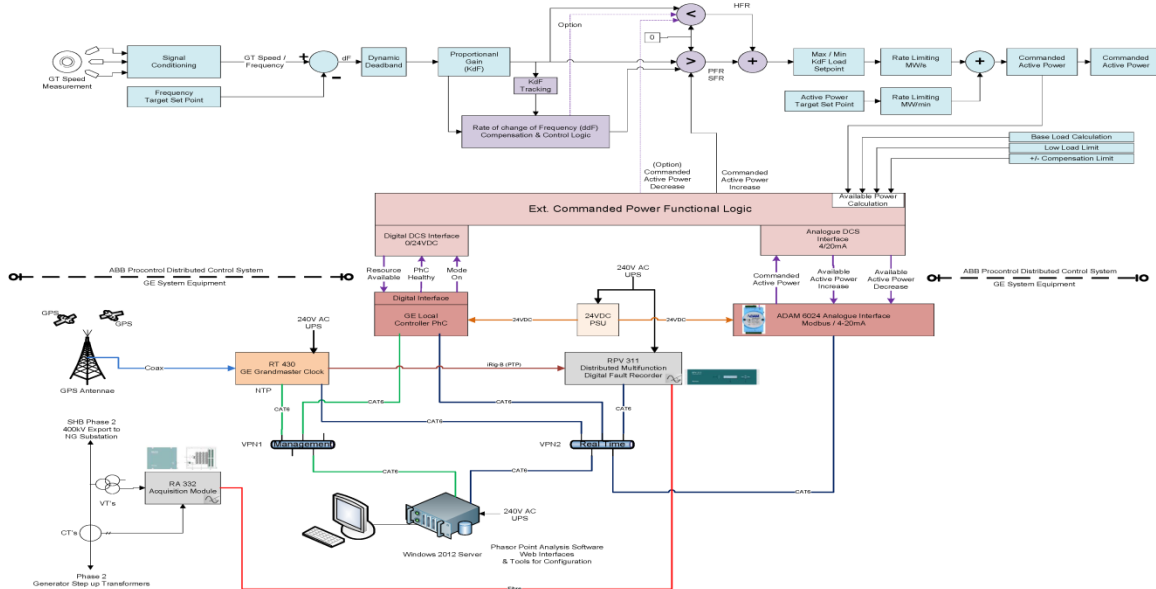 GT Speed
Measurement
Signal
Conditioning
GT Speed /
Frequency
Frequency
Target Set Point
+
-
dF
Dynamic
Deadband
Proportional
Gain
(KdF)
KdF
Tracking
Rate of change of Frequency (ddF)
Compensation & Control Logic
Option
<
0
>
HFR
PFR
SFR
+
Max / Min
KdF Load
Setpoint
Rate Limiting
MW/s
+
Commanded
Active Power
Commanded
Active Power
Active Power
Target Set Point
Rate Limiting
MW/min
Base Load Calculation
Low Load Limit
+/- Compensation Limit
(Option)
Commanded
Active Power
Decrease
Commanded
Active Power
Increase
Available Power
Calculation
Ext. Commanded Power Functional Logic
Digital DCS Interface
0/24VDC
Analogue DCS
Interface
4/20mA
ABB Procontrol Distributed Control System
GE System Equipment
Resource
Available
PhC
Healthy
Mode
On
240V AC
UPS
Commanded
Active Power
Available
Active Power
Increase
Available
Active Power
Decrease
ABB Procontrol Distributed Control System
GE System Equipment
Digital Interface
GE Local
Controller PhC
24VDC
24VDC
PSU
24VDC
ADAM 6024 Analogue Interface
Modbus / 4-20mA
GPS
GPS
GPS Antennae
Coax
240V AC
UPS
RT 430
GE Grandmaster Clock
NTP
iRig-B (PTP)
RPV 311
Distributed Multifunction
Digital Fault Recorder
CAT6
CAT6
CAT6
CAT6
CAT6
VPN1
Management
VPN2
Real Time
CAT6
CAT6
CAT6
SHB Phase 2
400kV Export to
NG Substation
VT's
RA 332
Acquisition Module
CT's
Phase 2
Generator Step up Transformers
240V AC
UPS
Windows 2012 Server
Phasor Point Analysis Software
Web Interfaces
& Tools for Configuration